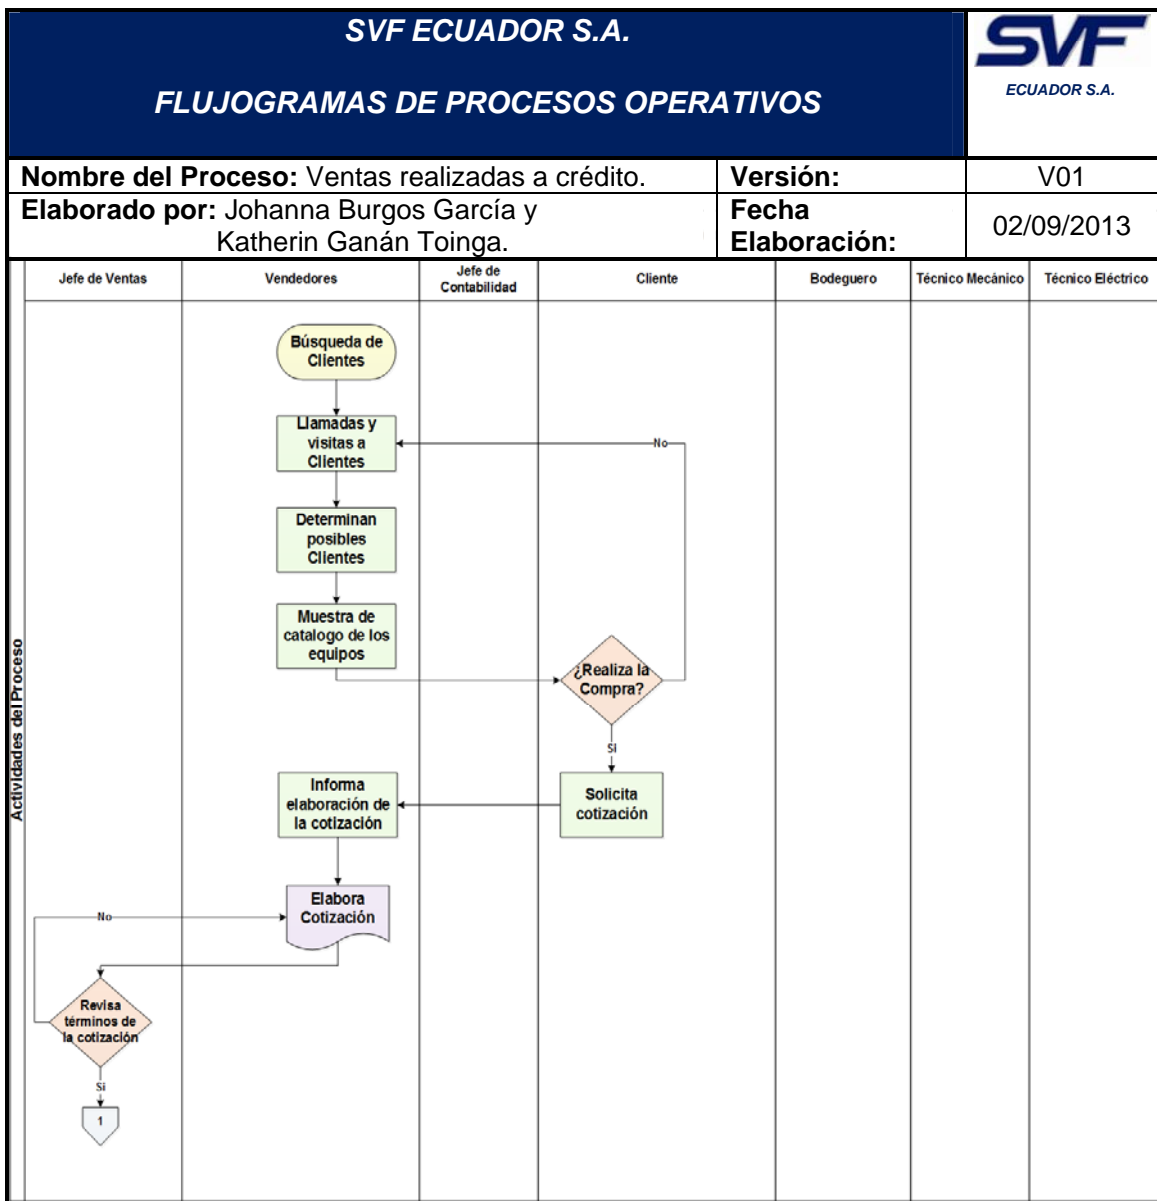 SVF ECUADOR S.A.
FLUJOGRAMAS DE PROCESOS OPERATIVOS
SVF
ECUADOR S.A.
Nombre del Proceso: Ventas realizadas a crédito.
Versión:
V01
Elaborado por: Johanna Burgos García y
Katherin Ganán Toinga.
Fecha
Elaboración:
02/09/2013
Jefe de Ventas
Vendedores
Jefe de
Contabilidad
Cliente
Bodeguero
Técnico Mecánico
Técnico Eléctrico
Actividades del Proceso
Búsqueda de
Clientes
Llamadas y
visitas a
Clientes
No
Determinan
posibles
Clientes
Muestra de
catalogo de los
equipos
¿Realiza la
Compra?
SI
Informa
elaboración de
la cotización
Solicita
cotización
Elabora
Cotización
No
Revisa
términos de
la cotización
Si
1